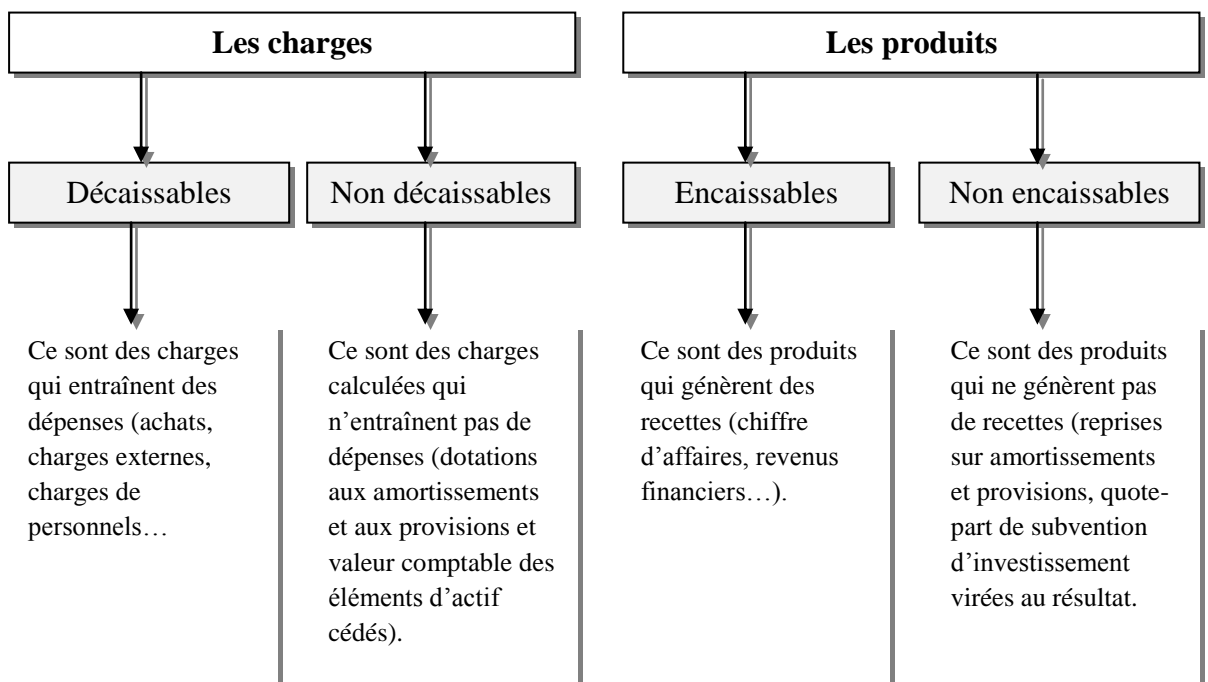 Les charges
Les produits
Décaissables
Non décaissables
Encaissables
Non encaissables
Ce sont des charges
qui entraînent des
dépenses (achats,
charges externes,
charges de
personnels…
Ce sont des charges
calculées qui
n’entraînent pas de
dépenses (dotations
aux amortissements
et aux provisions et
valeur comptable des
éléments d’actif
cédés).
Ce sont des produits
qui génèrent des
recettes (chiffre
d’affaires, revenus
financiers…).
Ce sont des produits
qui ne génèrent pas
de recettes (reprises
sur amortissements
et provisions, quote-
part de subvention
d’investissement
virées au résultat.